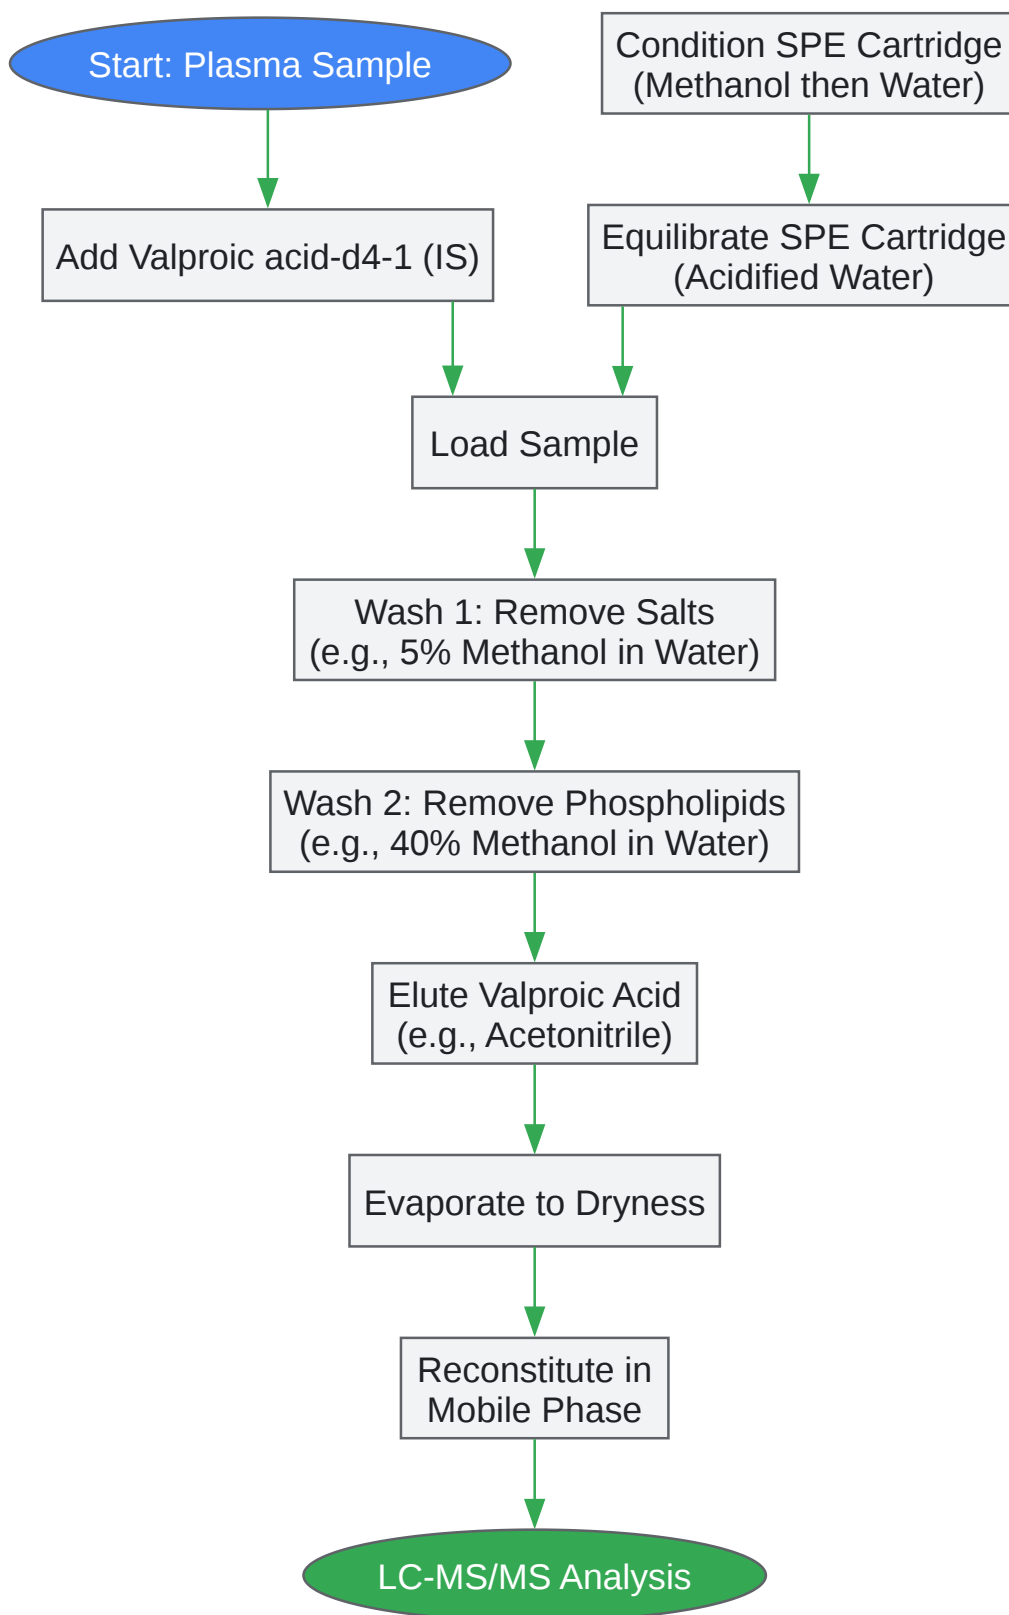 Start: Plasma Sample
Condition SPE Cartridge
(Methanol then Water)
Add Valproic acid-d4-1 (IS)
Equilibrate SPE Cartridge
(Acidified Water)
Load Sample
Wash 1: Remove Salts
(e.g., 5% Methanol in Water)
Wash 2: Remove Phospholipids
(e.g., 40% Methanol in Water)
Elute Valproic Acid
(e.g., Acetonitrile)
Evaporate to Dryness
Reconstitute in
Mobile Phase
LC-MS/MS Analysis